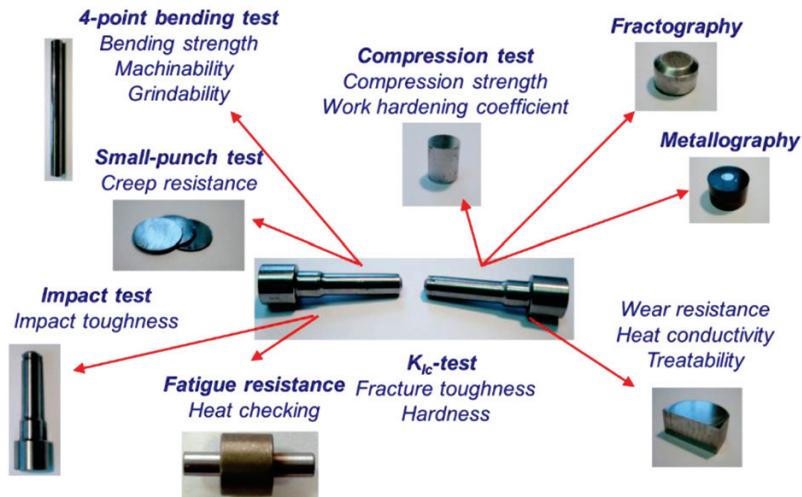 4-point bending test
Bending strength
Machinability
Grindability
Compression test
Compression strength
Work hardening coefficient
Fractography
Metallography
Small-punch test
Creep resistance
Impact test
Impact toughness
Fatigue resistance
Heat checking
KIc-test
Fracture toughness
Hardness
Wear resistance
Heat conductivity
Treatability